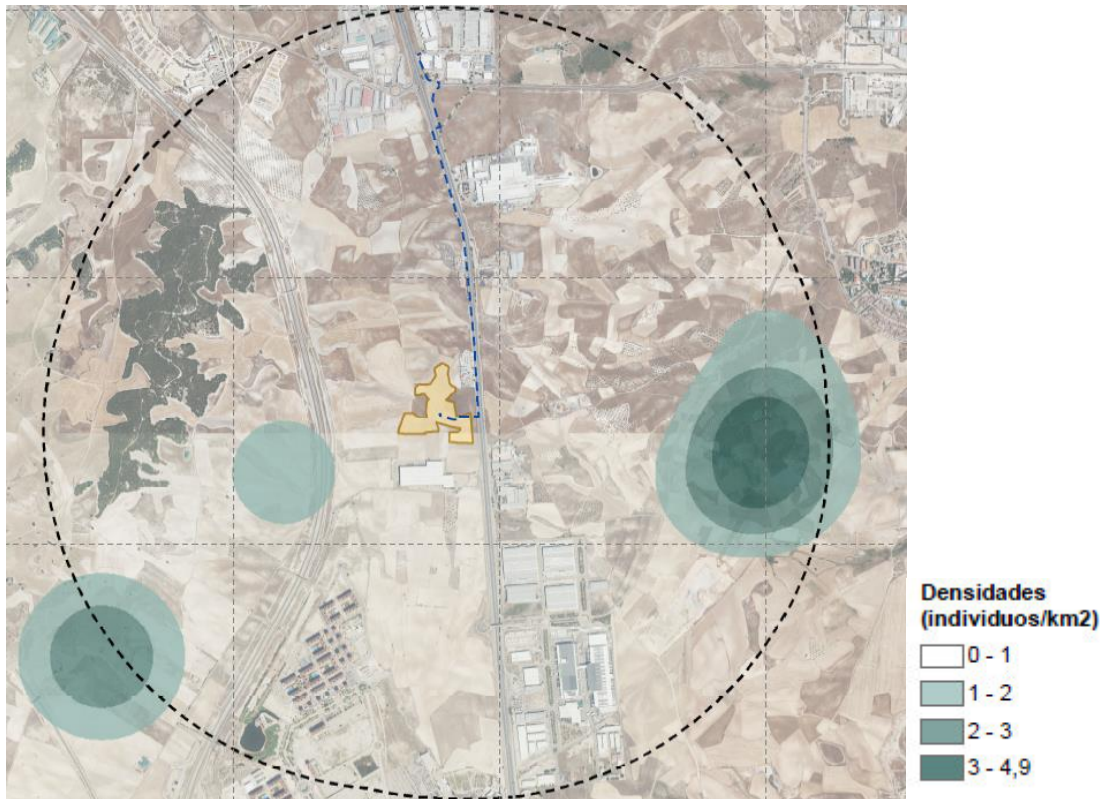 Densidades
(individuos/km2)
0 - 1
1 - 2
2 - 3
3 - 4,9